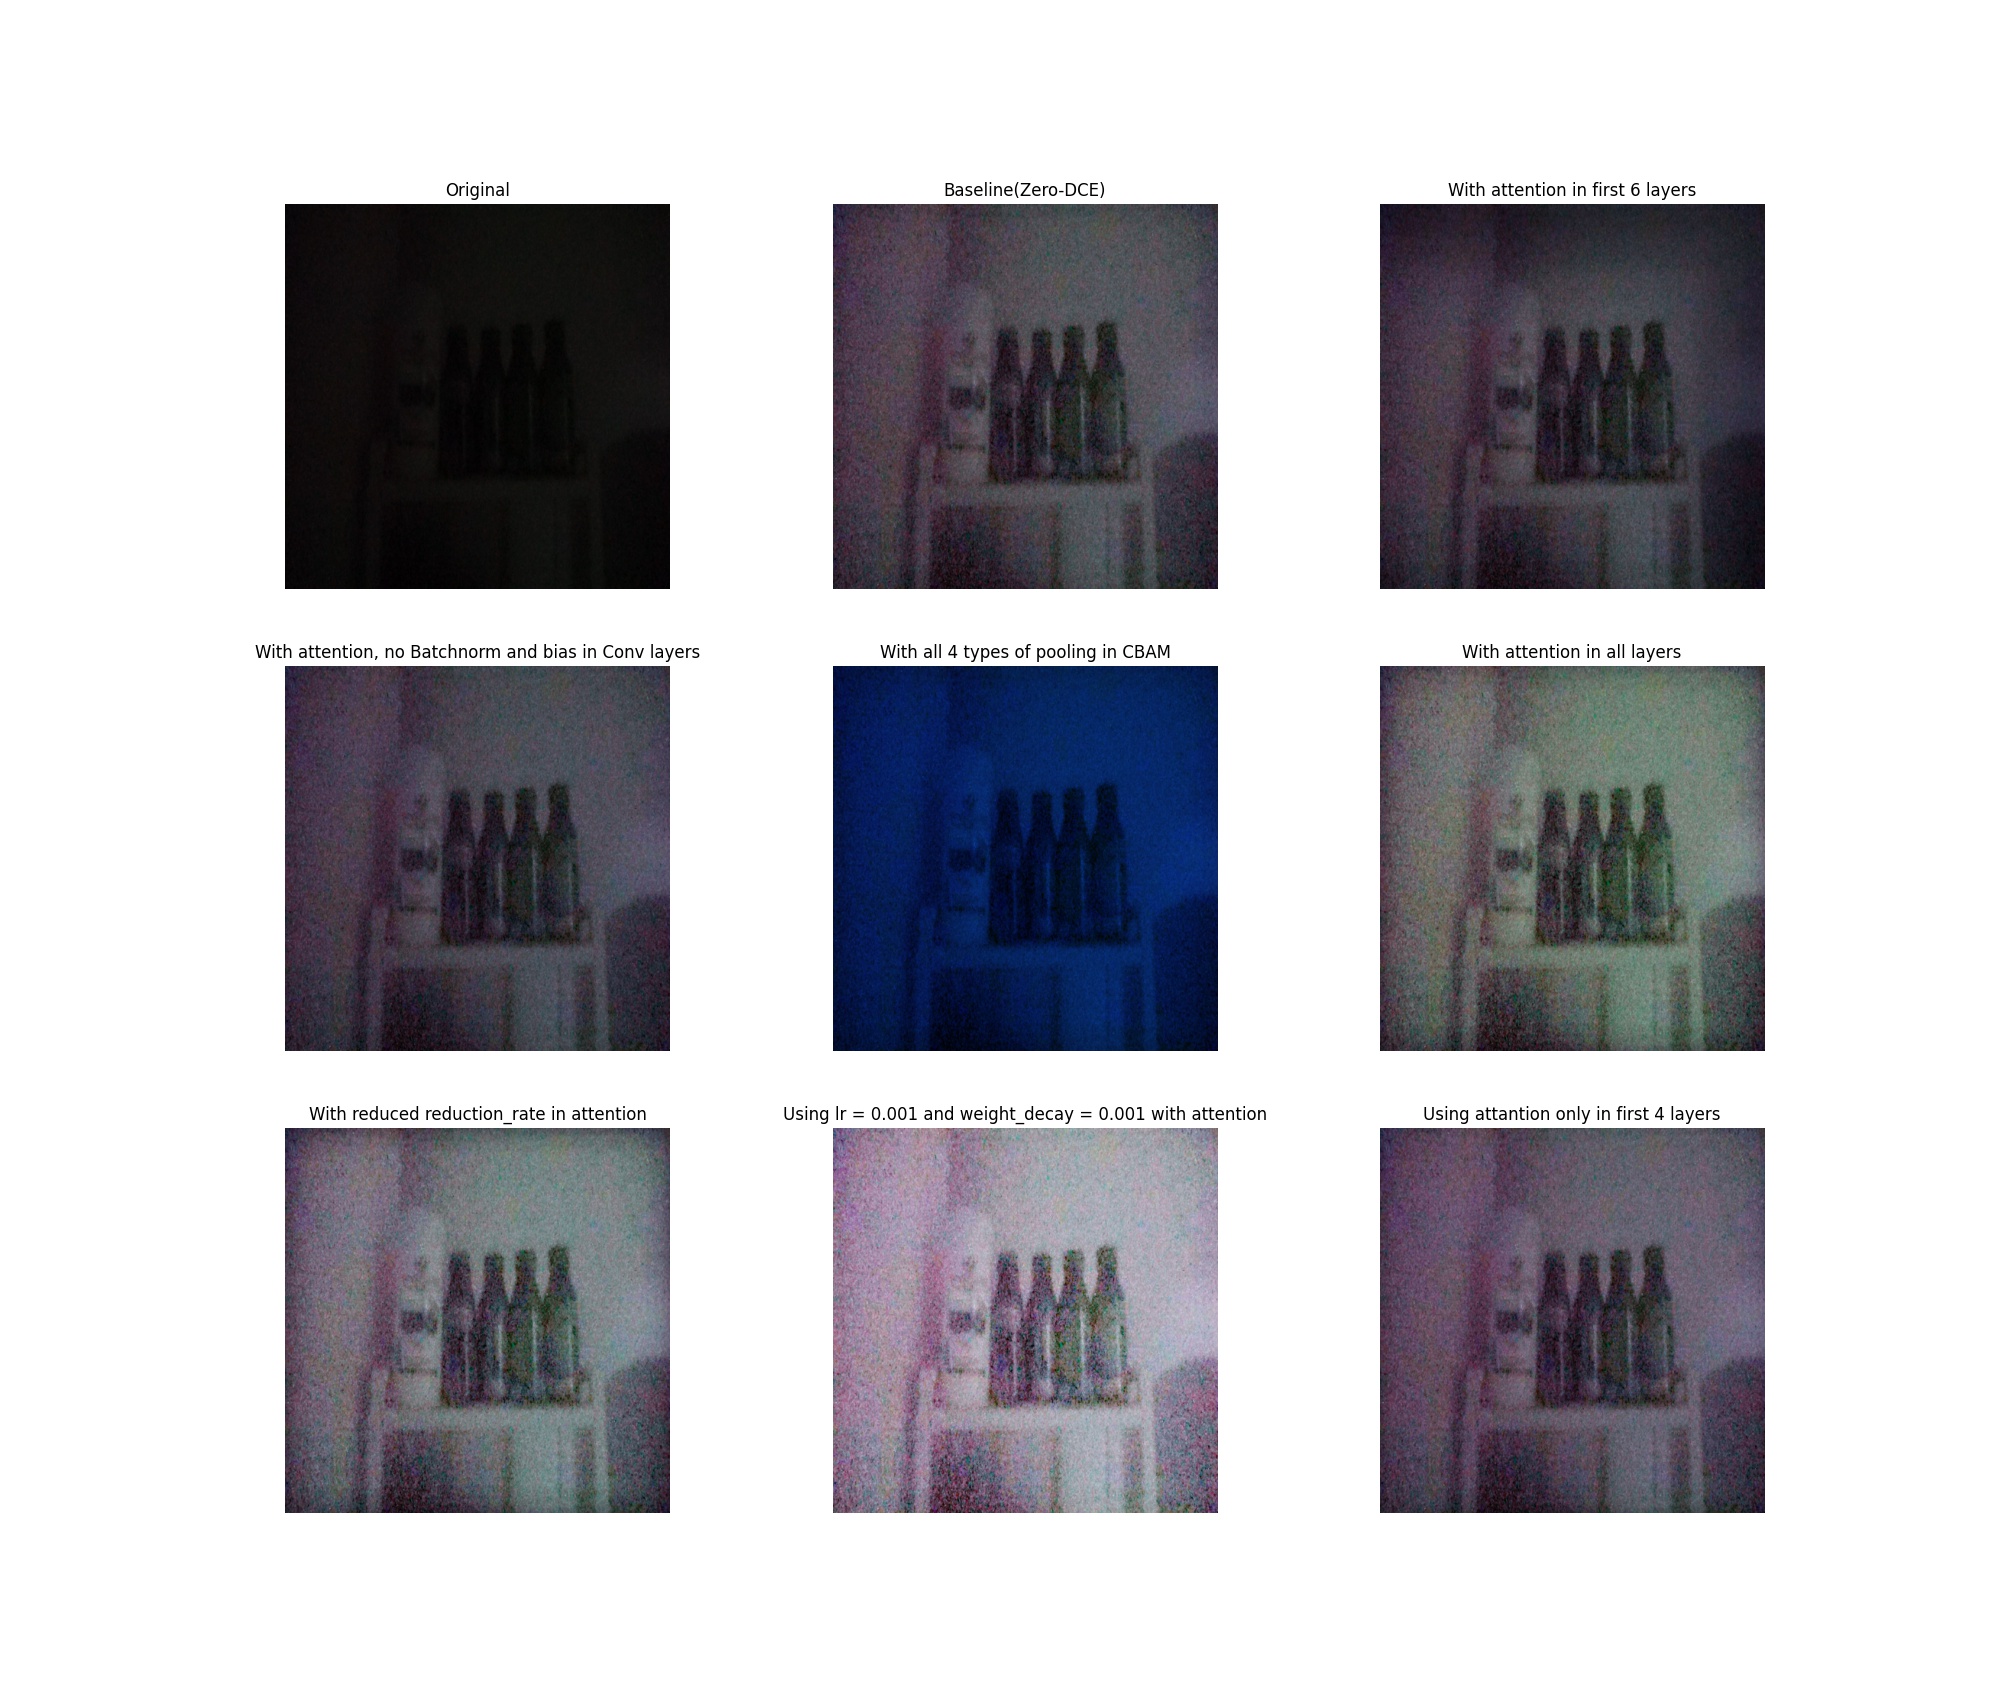 Original
Baseline(Zero-DCE)
With attention in first 6 layers
With attention, no Batchnorm and bias in Conv layers
With all 4 types of pooling in CBAM
With attention in all layers
With reduced reduction_rate in attention
Using lr = 0.001 and weight_decay = 0.001 with attention
Using attantion only in first 4 layers